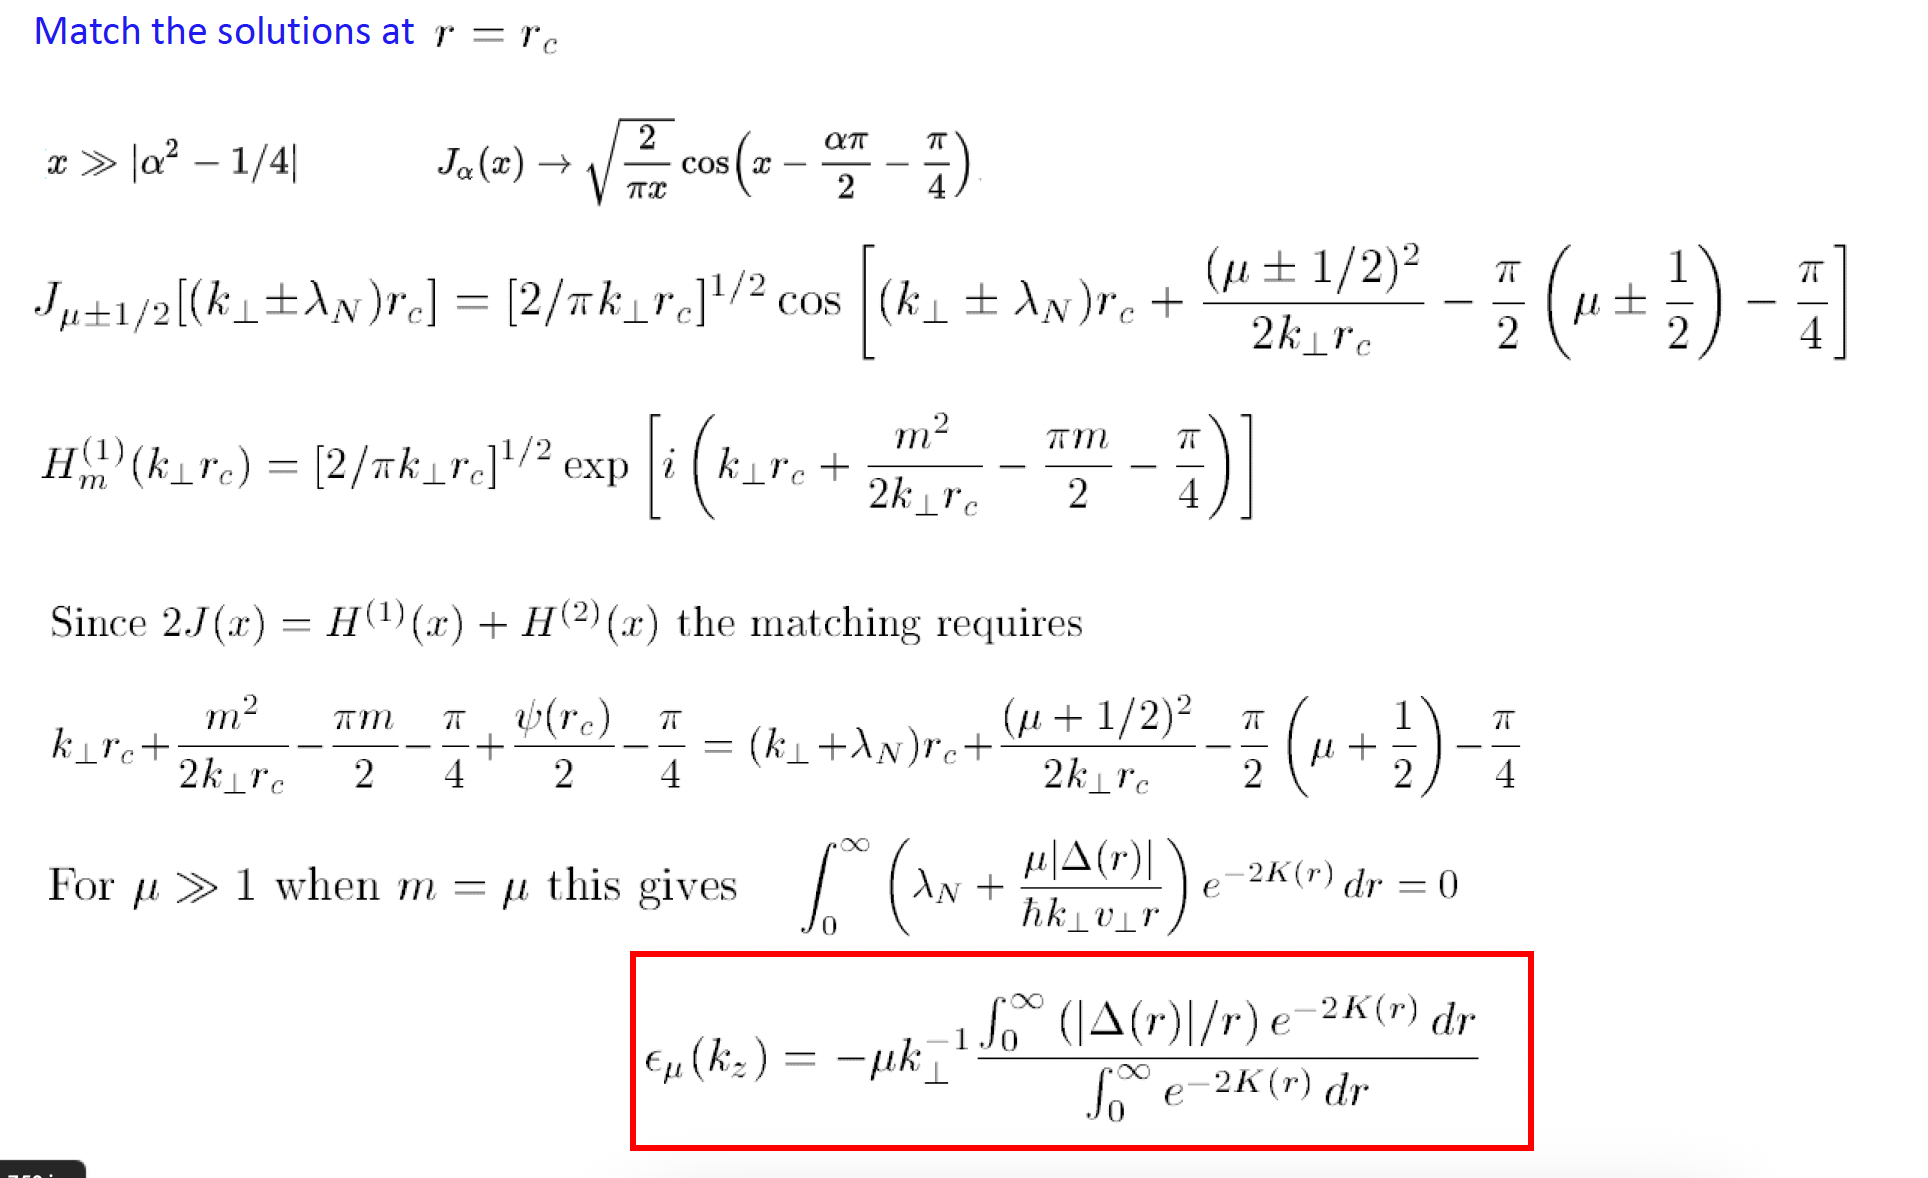 Match the solutions at r = r_c
x ≫ |α² − 1/4| J_α(x) → √(2/(πx)) cos(x − απ/2 − π/4)
J_{μ±1/2}[(k_⊥±λ_N)r_c] = [2/πk_⊥r_c]^{1/2} cos [(k_⊥ ± λ_N)r_c + (μ ± 1/2)²/(2k_⊥r_c) − π/2 (μ ± 1/2) − π/4]
H_m^{(1)}(k_⊥r_c) = [2/πk_⊥r_c]^{1/2} exp [i (k_⊥r_c + m²/(2k_⊥r_c) − πm/2 − π/4)]
Since 2J(x) = H^{(1)}(x) + H^{(2)}(x) the matching requires
k_⊥r_c + m²/(2k_⊥r_c) − πm/2 − π/4 + ψ(r_c)/2 − π/4 = (k_⊥+λ_N)r_c + (μ + 1/2)²/(2k_⊥r_c) − π/2 (μ + 1/2) − π/4
For μ ≫ 1 when m = μ this gives ∫_0^∞ (λ_N + μ|Δ(r)|/(ħk_⊥v_⊥r)) e^{−2K(r)} dr = 0
ϵ_μ(k_z) = −μk_⊥^{−1} ∫_0^∞ (|Δ(r)|/r) e^{−2K(r)} dr / ∫_0^∞ e^{−2K(r)} dr